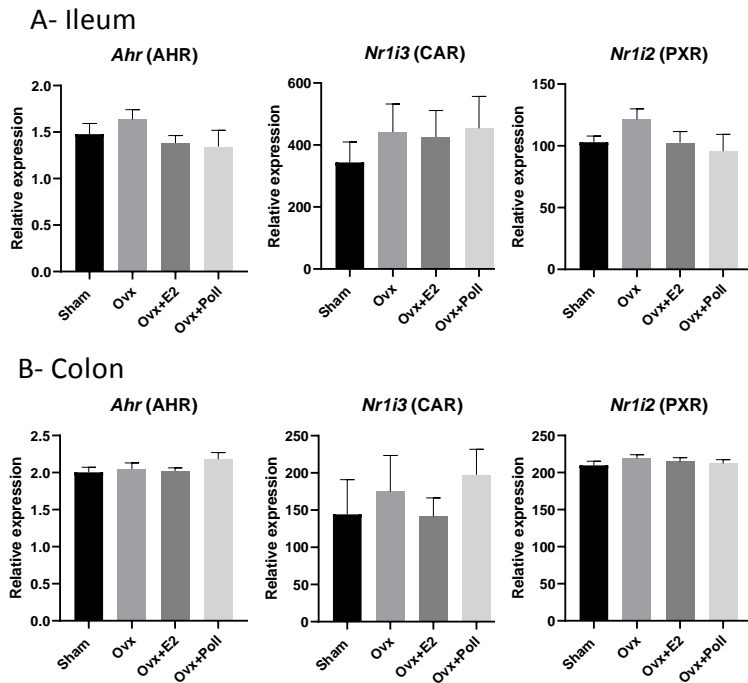 A- Ileum
Ahr (AHR)
Relative expression
2.0
1.5
1.0
0.5
0.0
Sham
Ovx
Ovx+E2
Ovx+Poll
Nr1i3 (CAR)
Relative expression
600
400
200
0
Sham
Ovx
Ovx+E2
Ovx+Poll
Nr1i2 (PXR)
Relative expression
150
100
50
0
Sham
Ovx
Ovx+E2
Ovx+Poll
B- Colon
Ahr (AHR)
Relative expression
2.5
2.0
1.5
1.0
0.5
0.0
Sham
Ovx
Ovx+E2
Ovx+Poll
Nr1i3 (CAR)
Relative expression
250
200
150
100
50
0
Sham
Ovx
Ovx+E2
Ovx+Poll
Nr1i2 (PXR)
Relative expression
250
200
150
100
50
0
Sham
Ovx
Ovx+E2
Ovx+Poll